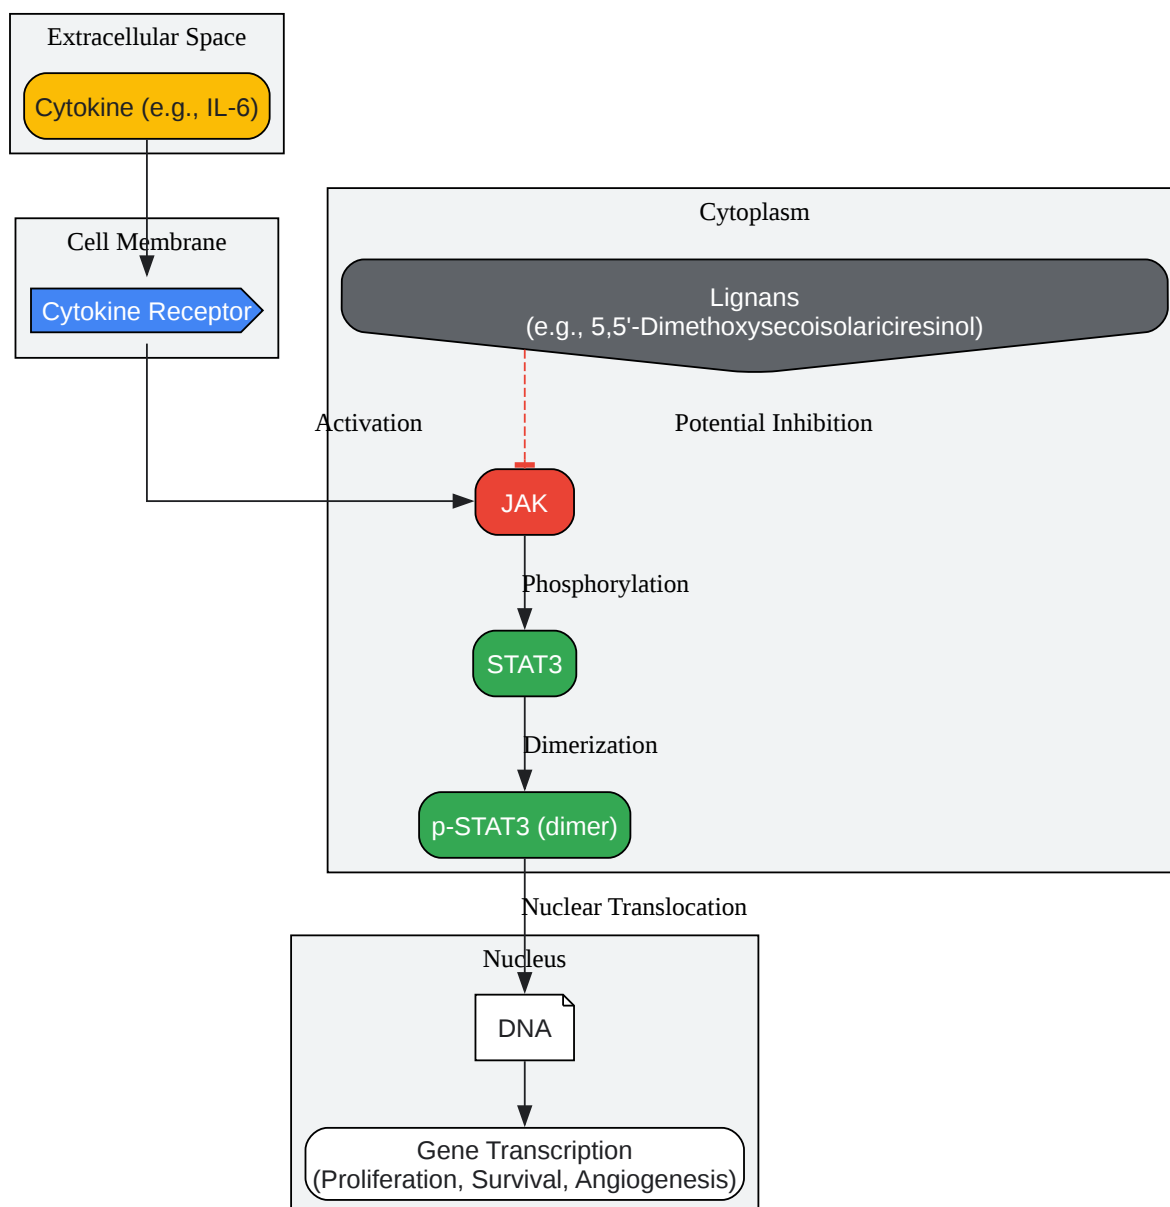 Extracellular Space
Cytokine (e.g., IL-6)
Cell Membrane
Cytokine Receptor
Cytoplasm
Lignans
(e.g., 5,5'-Dimethoxysecoisolariciresinol)
Activation
Potential Inhibition
JAK
Phosphorylation
STAT3
Dimerization
p-STAT3 (dimer)
Nuclear Translocation
Nucleus
DNA
Gene Transcription
(Proliferation, Survival, Angiogenesis)